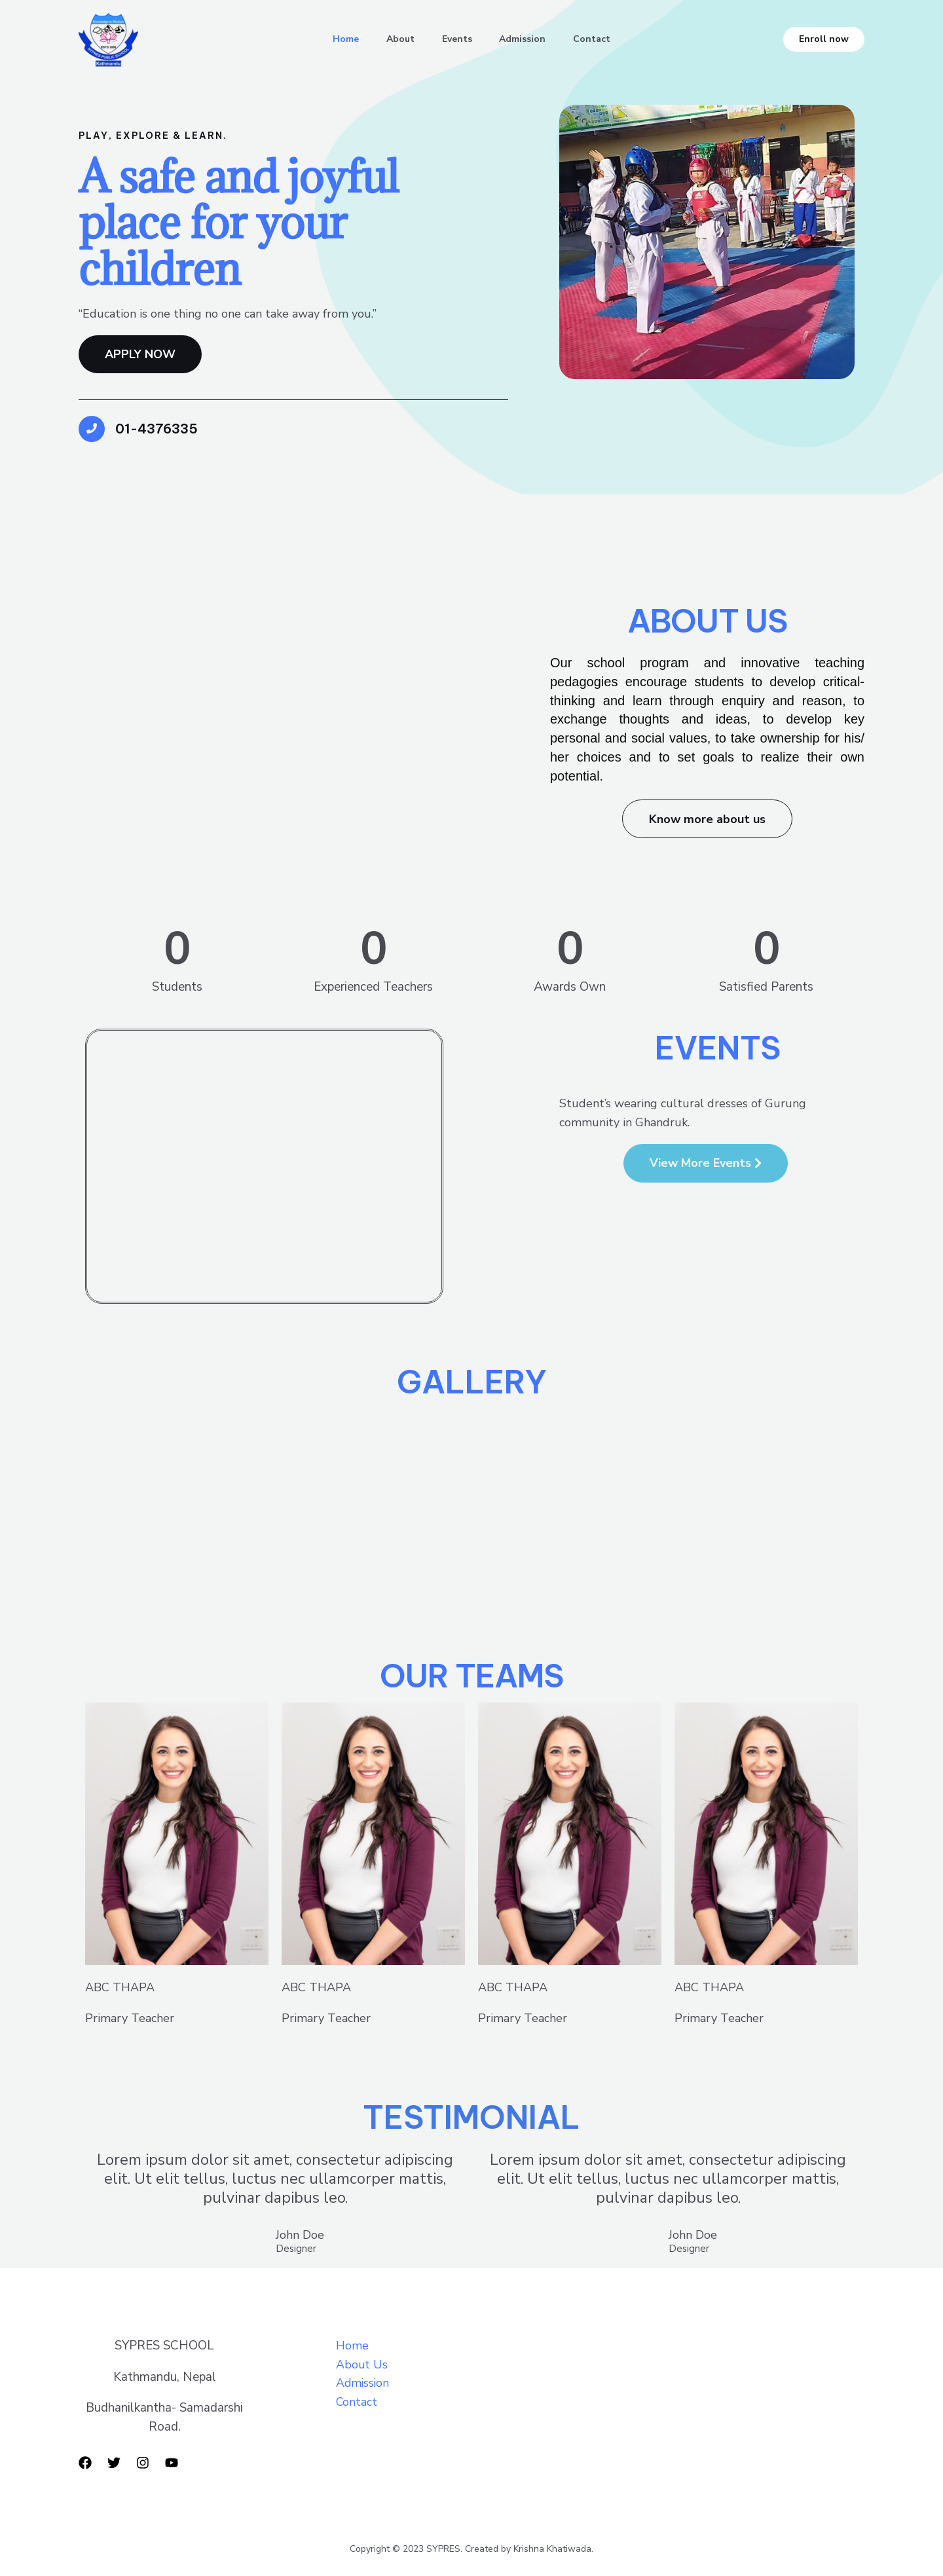 Kathmandu
Home
About
Events
Admission
Contact
Enroll now
PLAY, EXPLORE & LEARN.
A safe and joyful
place for your
children
“Education is one thing no one can take away from you.”
APPLY NOW
01-4376335
ABOUT US
Our school program and innovative teaching
pedagogies encourage students to develop critical-
thinking and learn through enquiry and reason, to
exchange thoughts and ideas, to develop key
personal and social values, to take ownership for his/
her choices and to set goals to realize their own
potential.
Know more about us
0
Students
0
Experienced Teachers
0
Awards Own
0
Satisfied Parents
EVENTS
Student’s wearing cultural dresses of Gurung
community in Ghandruk.
View More Events
GALLERY
OUR TEAMS
ABC THAPA
Primary Teacher
ABC THAPA
Primary Teacher
ABC THAPA
Primary Teacher
ABC THAPA
Primary Teacher
TESTIMONIAL
Lorem ipsum dolor sit amet, consectetur adipiscing
elit. Ut elit tellus, luctus nec ullamcorper mattis,
pulvinar dapibus leo.
John Doe
Designer
Lorem ipsum dolor sit amet, consectetur adipiscing
elit. Ut elit tellus, luctus nec ullamcorper mattis,
pulvinar dapibus leo.
John Doe
Designer
SYPRES SCHOOL
Kathmandu, Nepal
Budhanilkantha- Samadarshi
Road.
Home
About Us
Admission
Contact
Copyright © 2023 SYPRES. Created by Krishna Khatiwada.